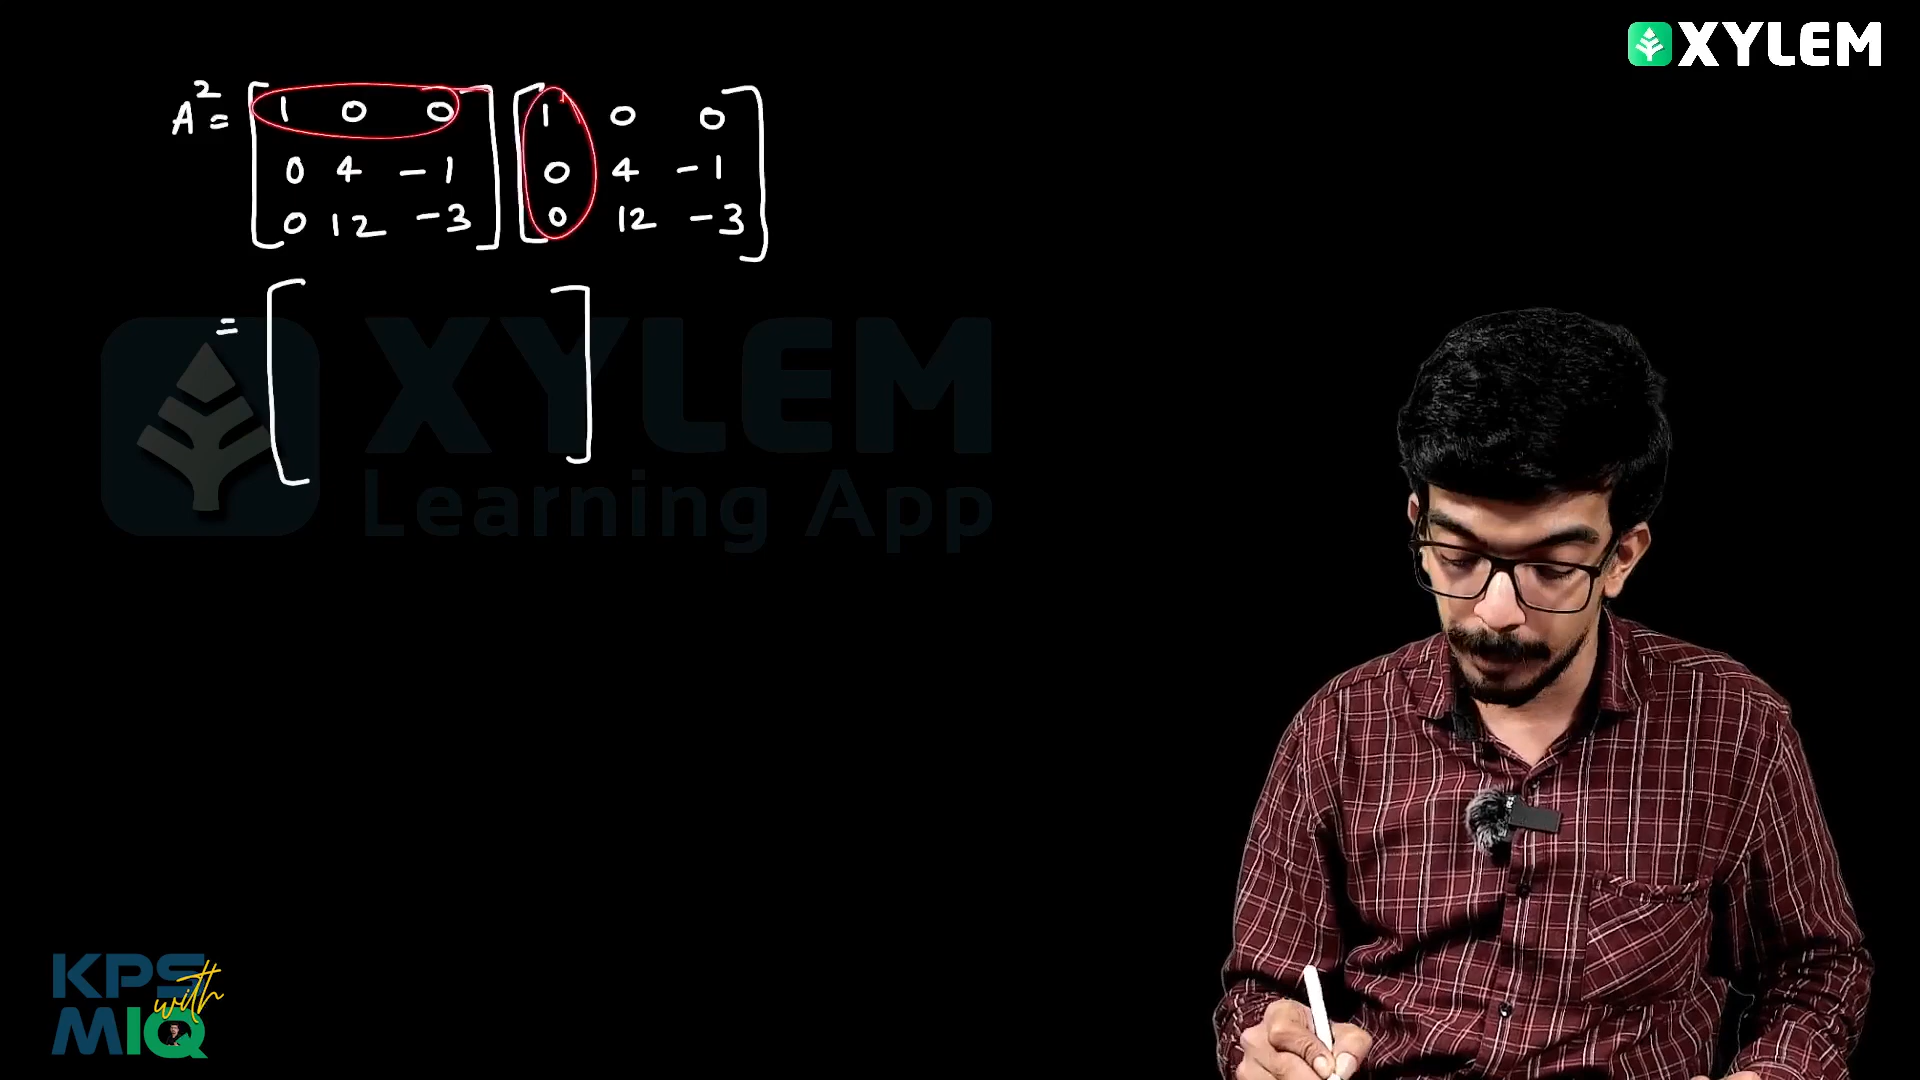 XYLEM
A² = [ 1 0 0 ] [ 1 0 0 ]
[ 0 4 -1 ] [ 0 4 -1 ]
[ 0 12 -3 ] [ 0 12 -3 ]
= [ ]
XYLEM
Learning App
KPS
with
MIQ